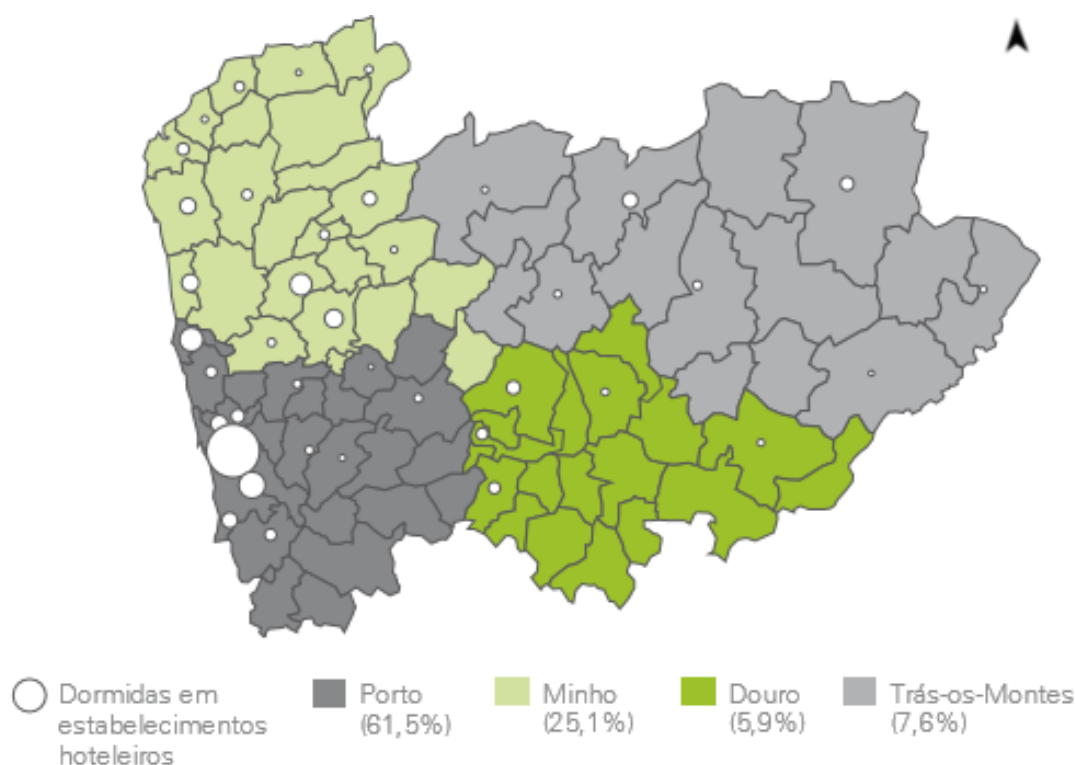 Dormidas em
estabelecimentos
hoteleiros
Porto
(61,5%)
Minho
(25,1%)
Douro
(5,9%)
Trás-os-Montes
(7,6%)